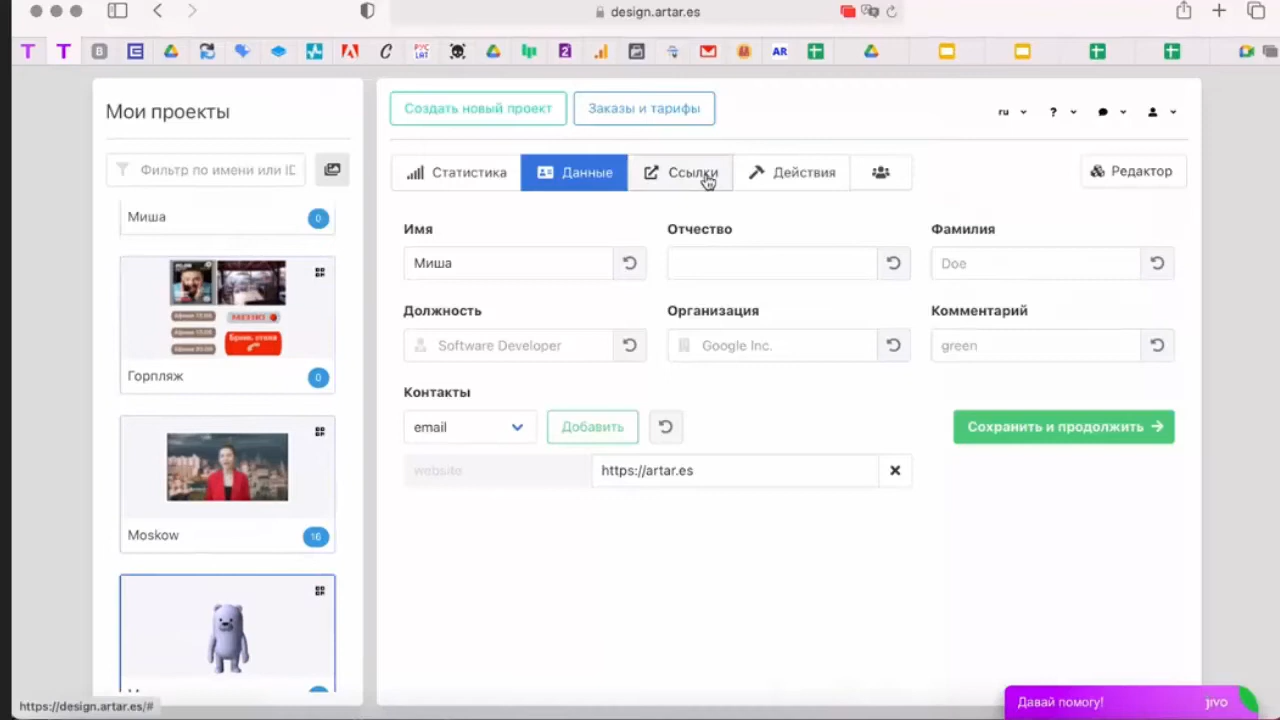 design.artar.es
Мои проекты
Фильтр по имени или ID
Миша
0
МЕНЮ
Горпляж
0
Moskow
16
Создать новый проект
Заказы и тарифы
ru
?
Статистика
Данные
Ссылки
Действия
Редактор
Имя
Отчество
Фамилия
Миша
Doe
Должность
Организация
Комментарий
Software Developer
Google Inc.
green
Контакты
email
Добавить
Сохранить и продолжить
website
https://artar.es
https://design.artar.es/#
Давай помогу!
jivo